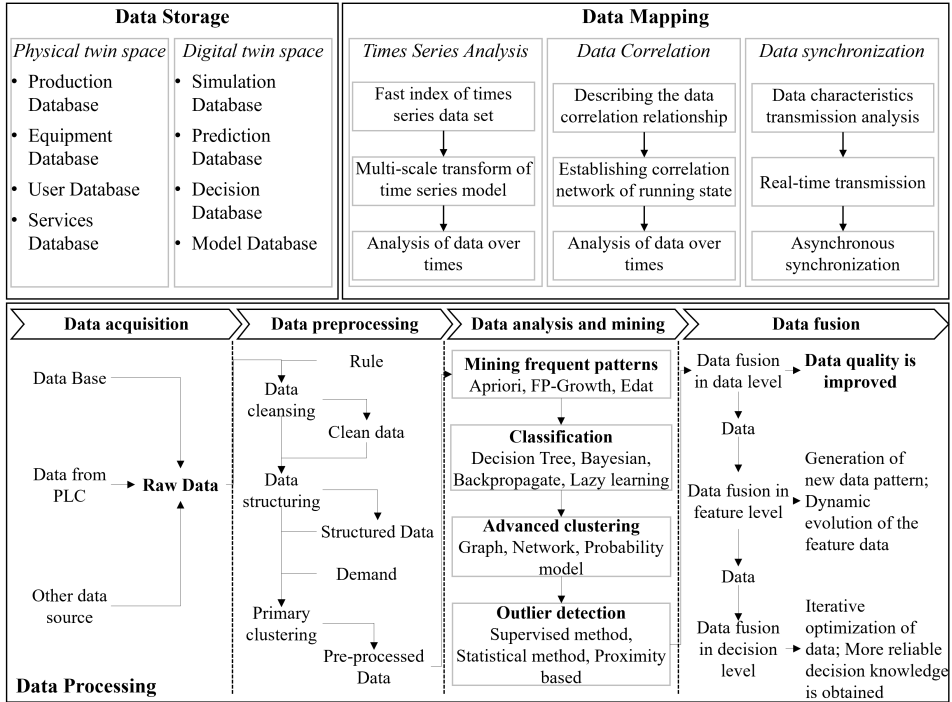 Data Storage
Physical twin space
• Production
Database
• Equipment
Database
• User Database
• Services
Database
Digital twin space
• Simulation
Database
• Prediction
Database
• Decision
Database
• Model Database
Data Mapping
Times Series Analysis
Fast index of times
series data set
Multi-scale transform of
time series model
Analysis of data over
times
Data Correlation
Describing the data
correlation relationship
Establishing correlation
network of running state
Analysis of data over
times
Data synchronization
Data characteristics
transmission analysis
Real-time transmission
Asynchronous
synchronization
Data acquisition
Data Base
Data from
PLC
Raw Data
Other data
source
Data preprocessing
Rule
Data
cleansing
Clean data
Data
structuring
Structured Data
Demand
Primary
clustering
Pre-processed
Data
Data analysis and mining
Mining frequent patterns
Apriori, FP-Growth, Edat
Classification
Decision Tree, Bayesian,
Backpropagate, Lazy learning
Advanced clustering
Graph, Network, Probability
model
Outlier detection
Supervised method,
Statistical method, Proximity
based
Data fusion
Data fusion
in data level
Data quality is
improved
Data
Data fusion in
feature level
Generation of
new data pattern;
Dynamic
evolution of the
feature data
Data
Data fusion
in decision
level
Iterative
optimization of
data; More reliable
decision knowledge
is obtained
Data Processing